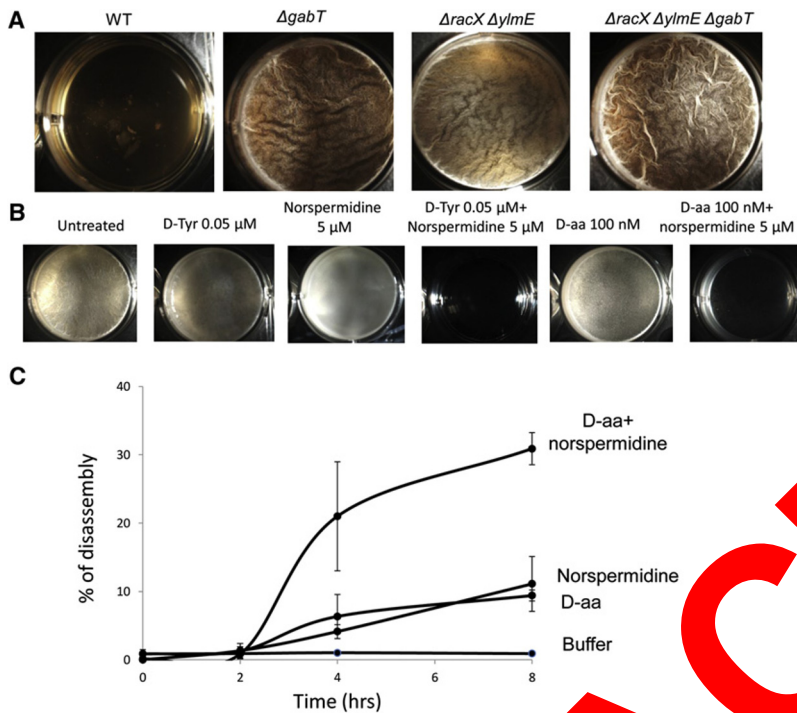 A
WT
ΔgabT
ΔracX ΔylmE
ΔracX ΔylmE ΔgabT
B
Untreated
D-Tyr 0.05 µM
Norspermidine
5 µM
D-Tyr 0.05 µM+
Norspermidine 5 µM
D-aa 100 nM
D-aa 100 nM+
norspermidine 5 µM
C
% of disassembly
40
30
20
10
0
0
2
4
6
8
Time (hrs)
D-aa+
norspermidine
Norspermidine
D-aa
Buffer